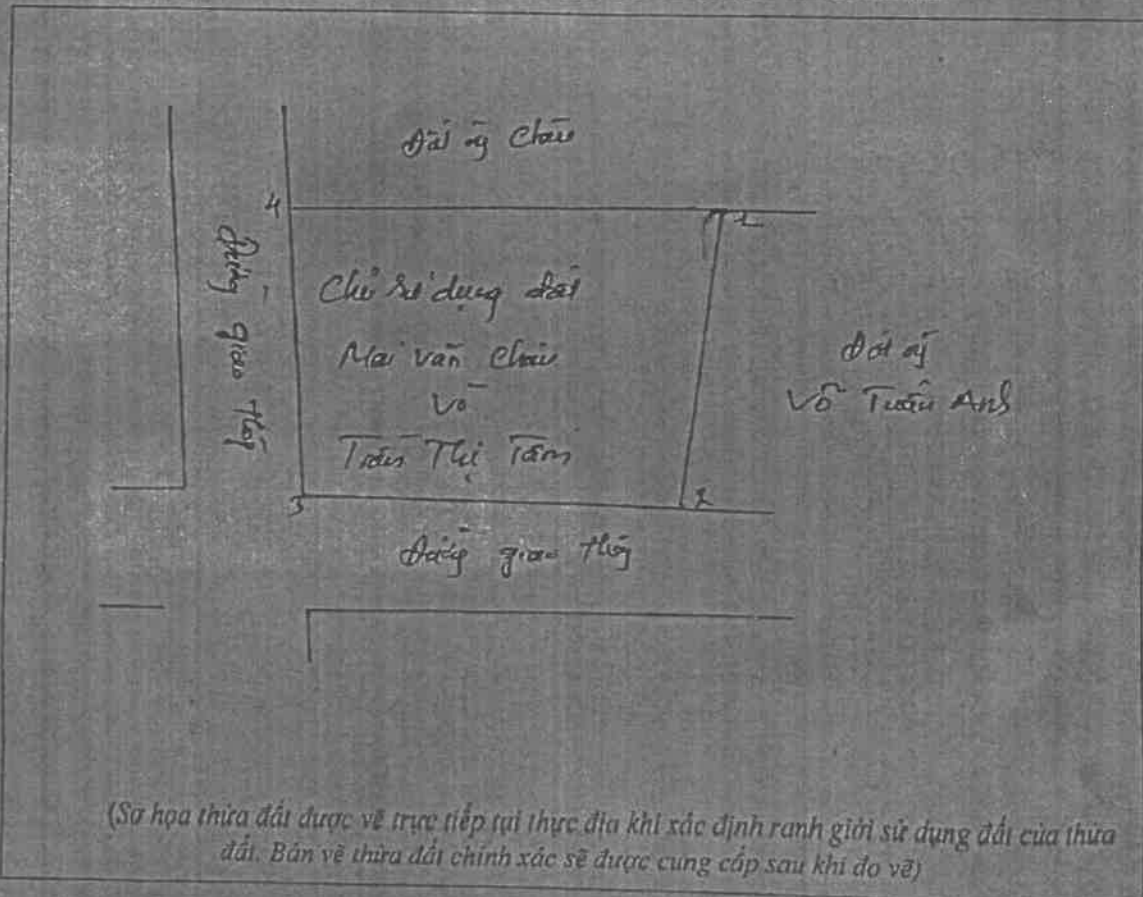 Đất ông Châu
4
1
Đường giao thông
Chủ sử dụng đất
Mai Văn Châu
Vợ
Trần Thị Tâm
Đất ông
Võ Tuấn Anh
3
2
Đường giao thông
(Sơ họa thửa đất được vẽ trực tiếp tại thực địa khi xác định ranh giới sử dụng đất của thửa
đất. Bản vẽ thửa đất chính xác sẽ được cung cấp sau khi đo vẽ)